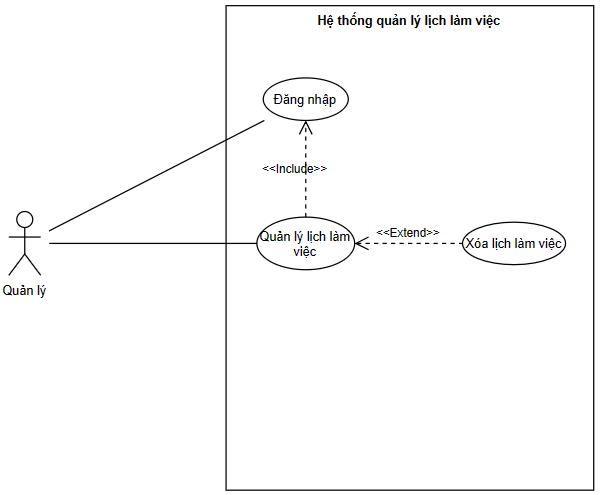 Hệ thống quản lý lịch làm việc
Đăng nhập
<<Include>>
Quản lý lịch làm
việc
<<Extend>>
Xóa lịch làm việc
Quản lý